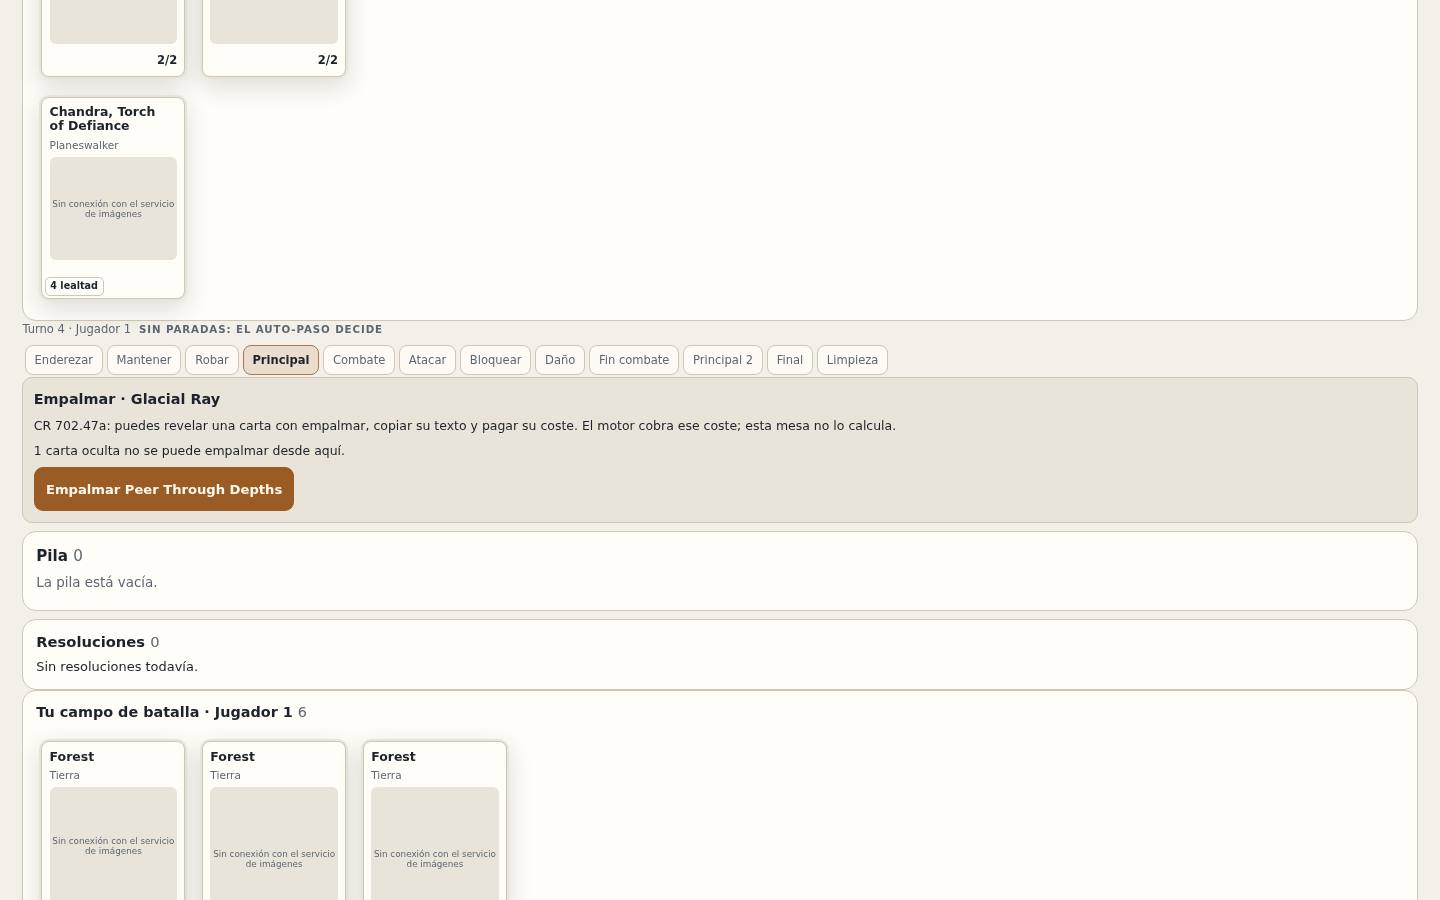 2/2
2/2
Chandra, Torch
of Defiance
Planeswalker
Sin conexión con el servicio
de imágenes
4 lealtad
Turno 4 · Jugador 1 SIN PARADAS: EL AUTO-PASO DECIDE
Enderezar Mantener Robar Principal Combate Atacar Bloquear Daño Fin combate Principal 2 Final Limpieza
Empalmar · Glacial Ray
CR 702.47a: puedes revelar una carta con empalmar, copiar su texto y pagar su coste. El motor cobra ese coste; esta mesa no lo calcula.
1 carta oculta no se puede empalmar desde aquí.
Empalmar Peer Through Depths
Pila 0
La pila está vacía.
Resoluciones 0
Sin resoluciones todavía.
Tu campo de batalla · Jugador 1 6
Forest
Tierra
Sin conexión con el servicio
de imágenes
Forest
Tierra
Sin conexión con el servicio
de imágenes
Forest
Tierra
Sin conexión con el servicio
de imágenes